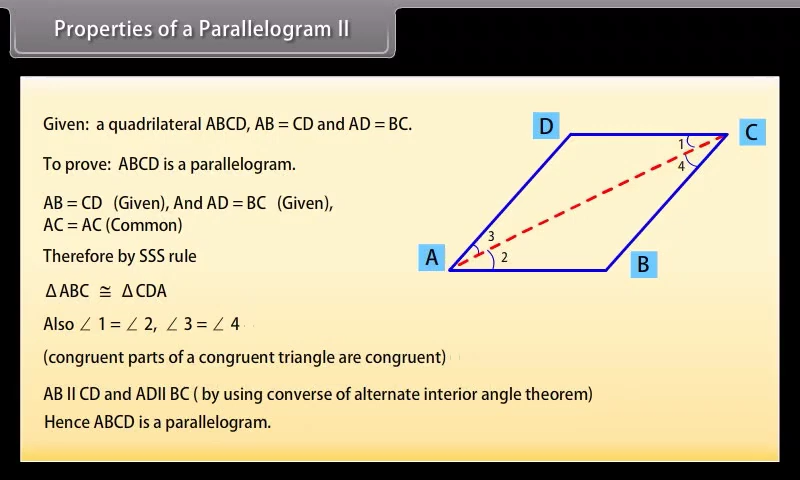 Properties of a Parallelogram II
Given: a quadrilateral ABCD, AB = CD and AD = BC.
To prove: ABCD is a parallelogram.
AB = CD (Given), And AD = BC (Given),
AC = AC (Common)
Therefore by SSS rule
Δ ABC ≅ Δ CDA
Also ∠ 1 = ∠ 2, ∠ 3 = ∠ 4
(congruent parts of a congruent triangle are congruent)
AB II CD and ADII BC ( by using converse of alternate interior angle theorem)
Hence ABCD is a parallelogram.
D
C
1
4
3
A
2
B